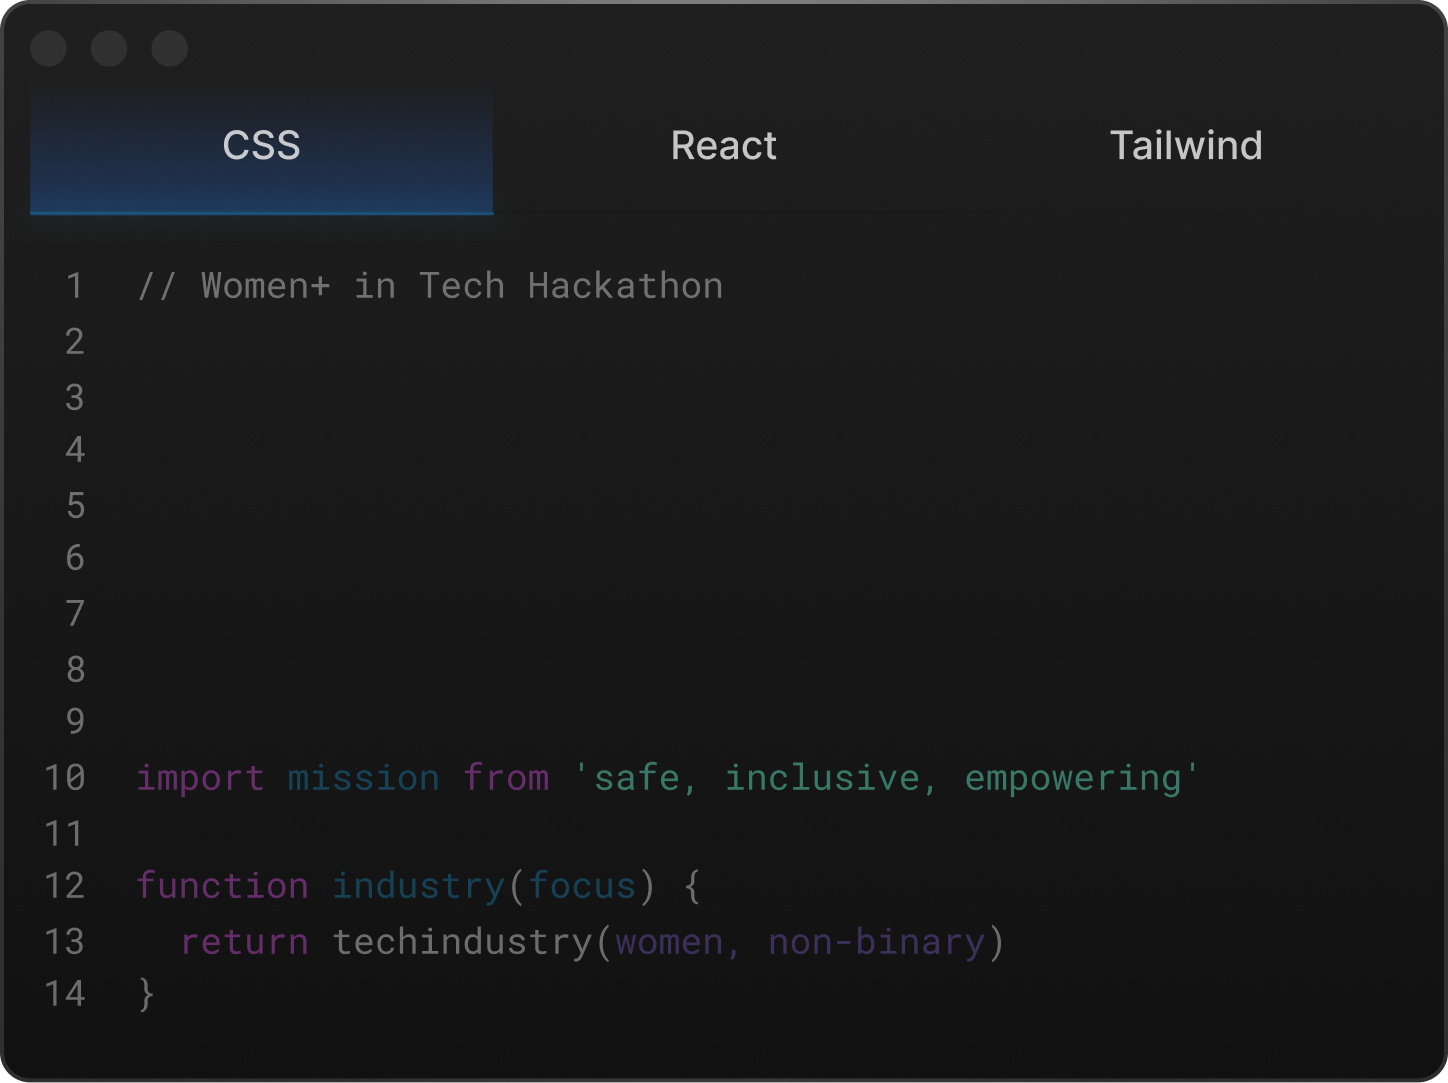 CSS React Tailwind
1 // Women+ in Tech Hackathon
2
3
4
5
6
7
8
9
10 import mission from 'safe, inclusive, empowering'
11
12 function industry(focus) {
13   return techindustry(women, non-binary)
14 }